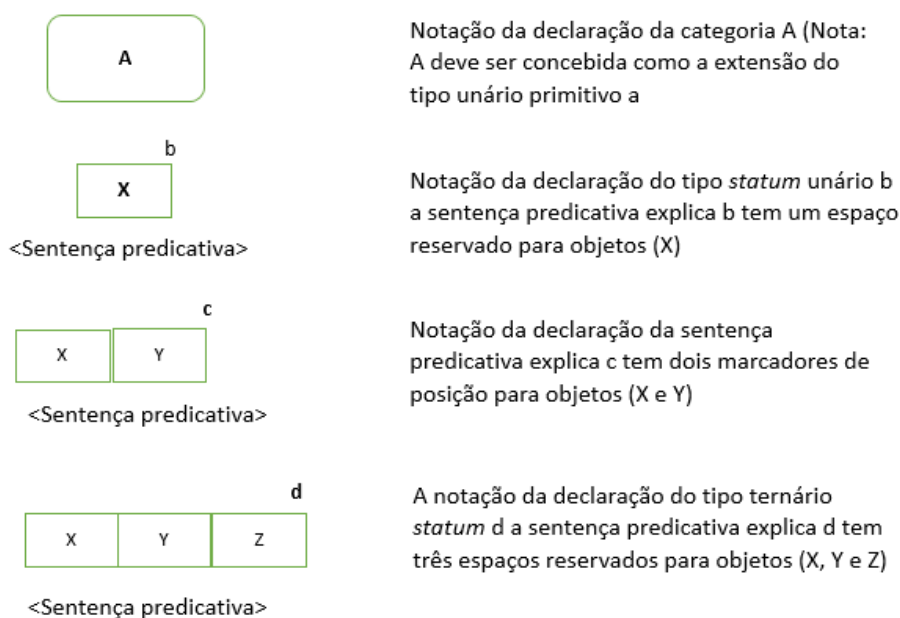 A
Notação da declaração da categoria A (Nota:
A deve ser concebida como a extensão do
tipo unário primitivo a
b
X
<Sentença predicativa>
Notação da declaração do tipo statum unário b
a sentença predicativa explica b tem um espaço
reservado para objetos (X)
c
X Y
<Sentença predicativa>
Notação da declaração da sentença
predicativa explica c tem dois marcadores de
posição para objetos (X e Y)
d
X Y Z
<Sentença predicativa>
A notação da declaração do tipo ternário
statum d a sentença predicativa explica d tem
três espaços reservados para objetos (X, Y e Z)